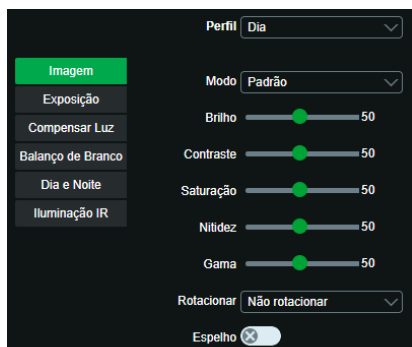 Perfil Dia
Imagem
Exposição
Compensar Luz
Balanço de Branco
Dia e Noite
Iluminação IR
Modo Padrão
Brilho 50
Contraste 50
Saturação 50
Nitidez 50
Gama 50
Rotacionar Não rotacionar
Espelho